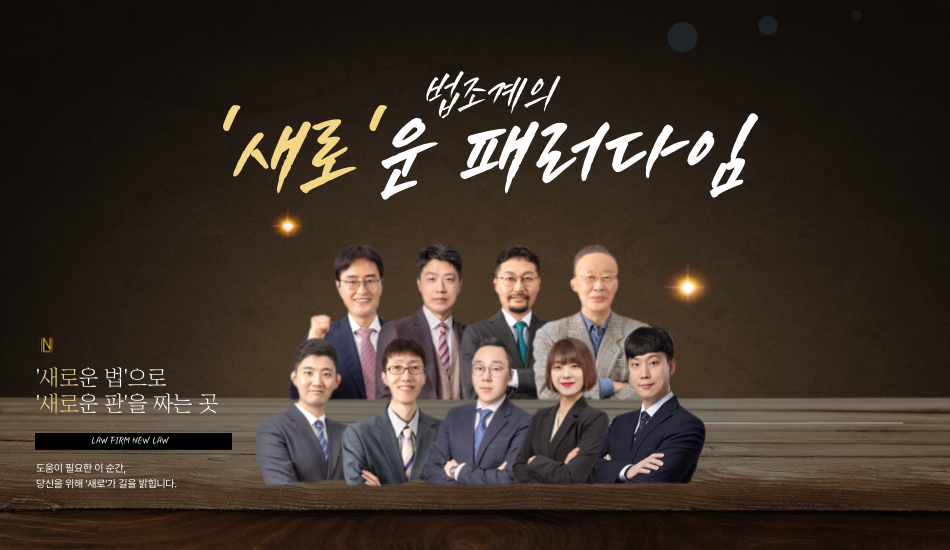 법조계의
'새로'운 패러다임
N
'새로운 법'으로
'새로운 판'을 짜는 곳
LAW FIRM NEW LAW
도움이 필요한 이 순간,
당신을 위해 '새로'가 길을 밝힙니다.